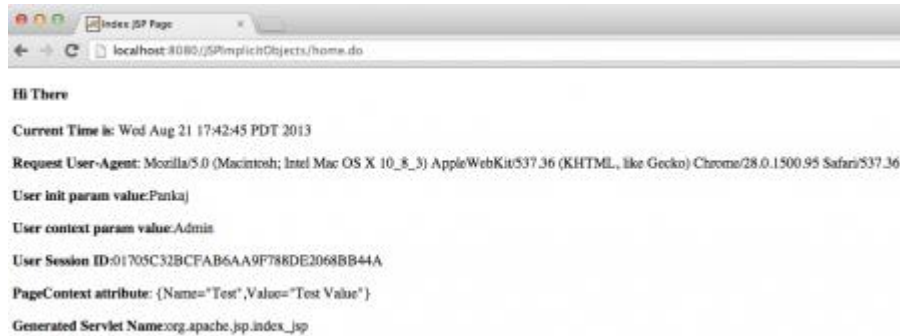 Index JSP Page
localhost:8080/JSPImplicitObjects/home.do
Hi There
Current Time is: Wed Aug 21 17:42:45 PDT 2013
Request User-Agent: Mozilla/5.0 (Macintosh; Intel Mac OS X 10_8_3) AppleWebKit/537.36 (KHTML, like Gecko) Chrome/28.0.1500.95 Safari/537.36
User init param value:Pankaj
User context param value:Admin
User Session ID:01705C32BCFAB6AA9F788DE2068BB44A
PageContext attribute: {Name="Test",Value="Test Value"}
Generated Servlet Name:org.apache.jsp.index_jsp